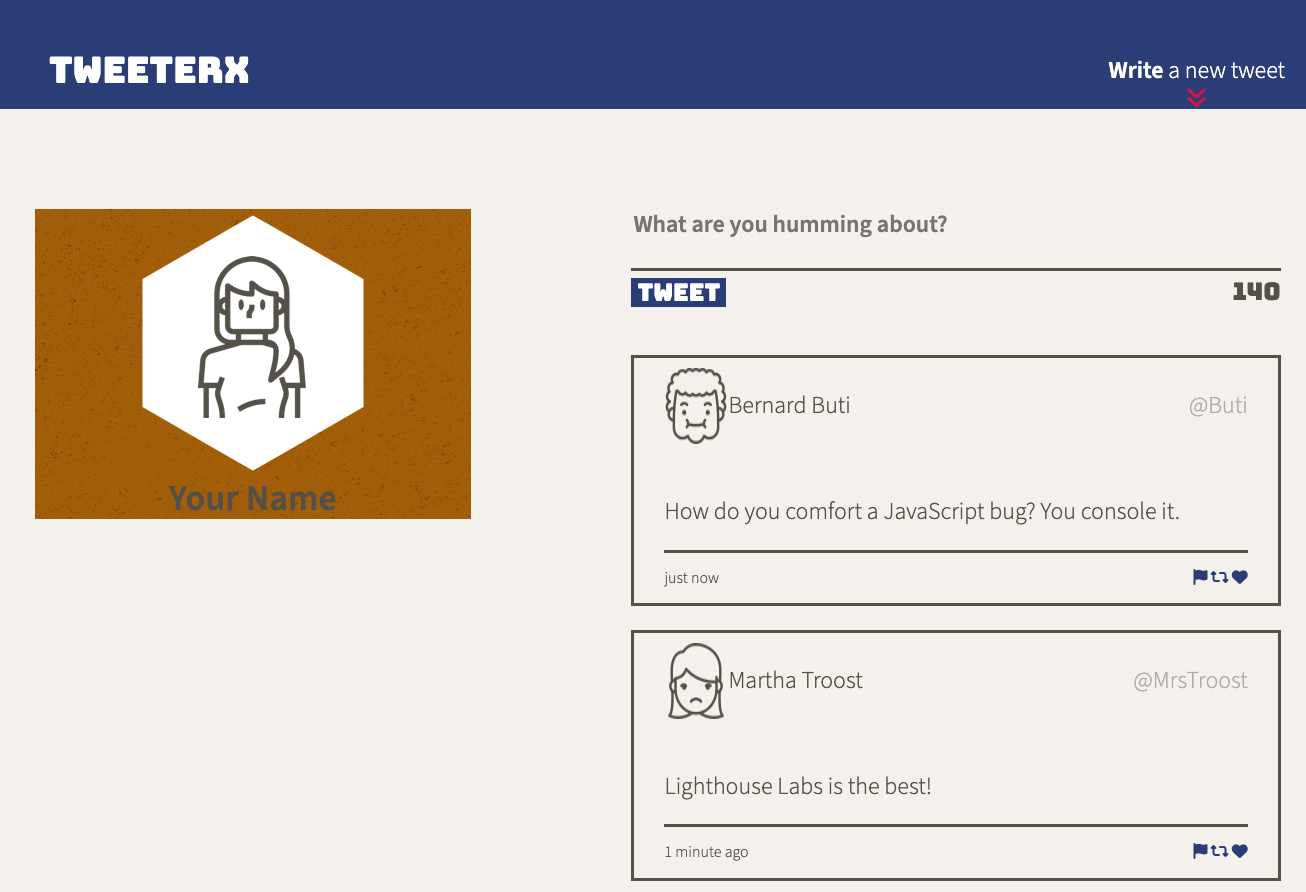 TWEETERX
Write a new tweet
Your Name
What are you humming about?
TWEET
140
Bernard Buti
@Buti
How do you comfort a JavaScript bug? You console it.
just now
Martha Troost
@MrsTroost
Lighthouse Labs is the best!
1 minute ago